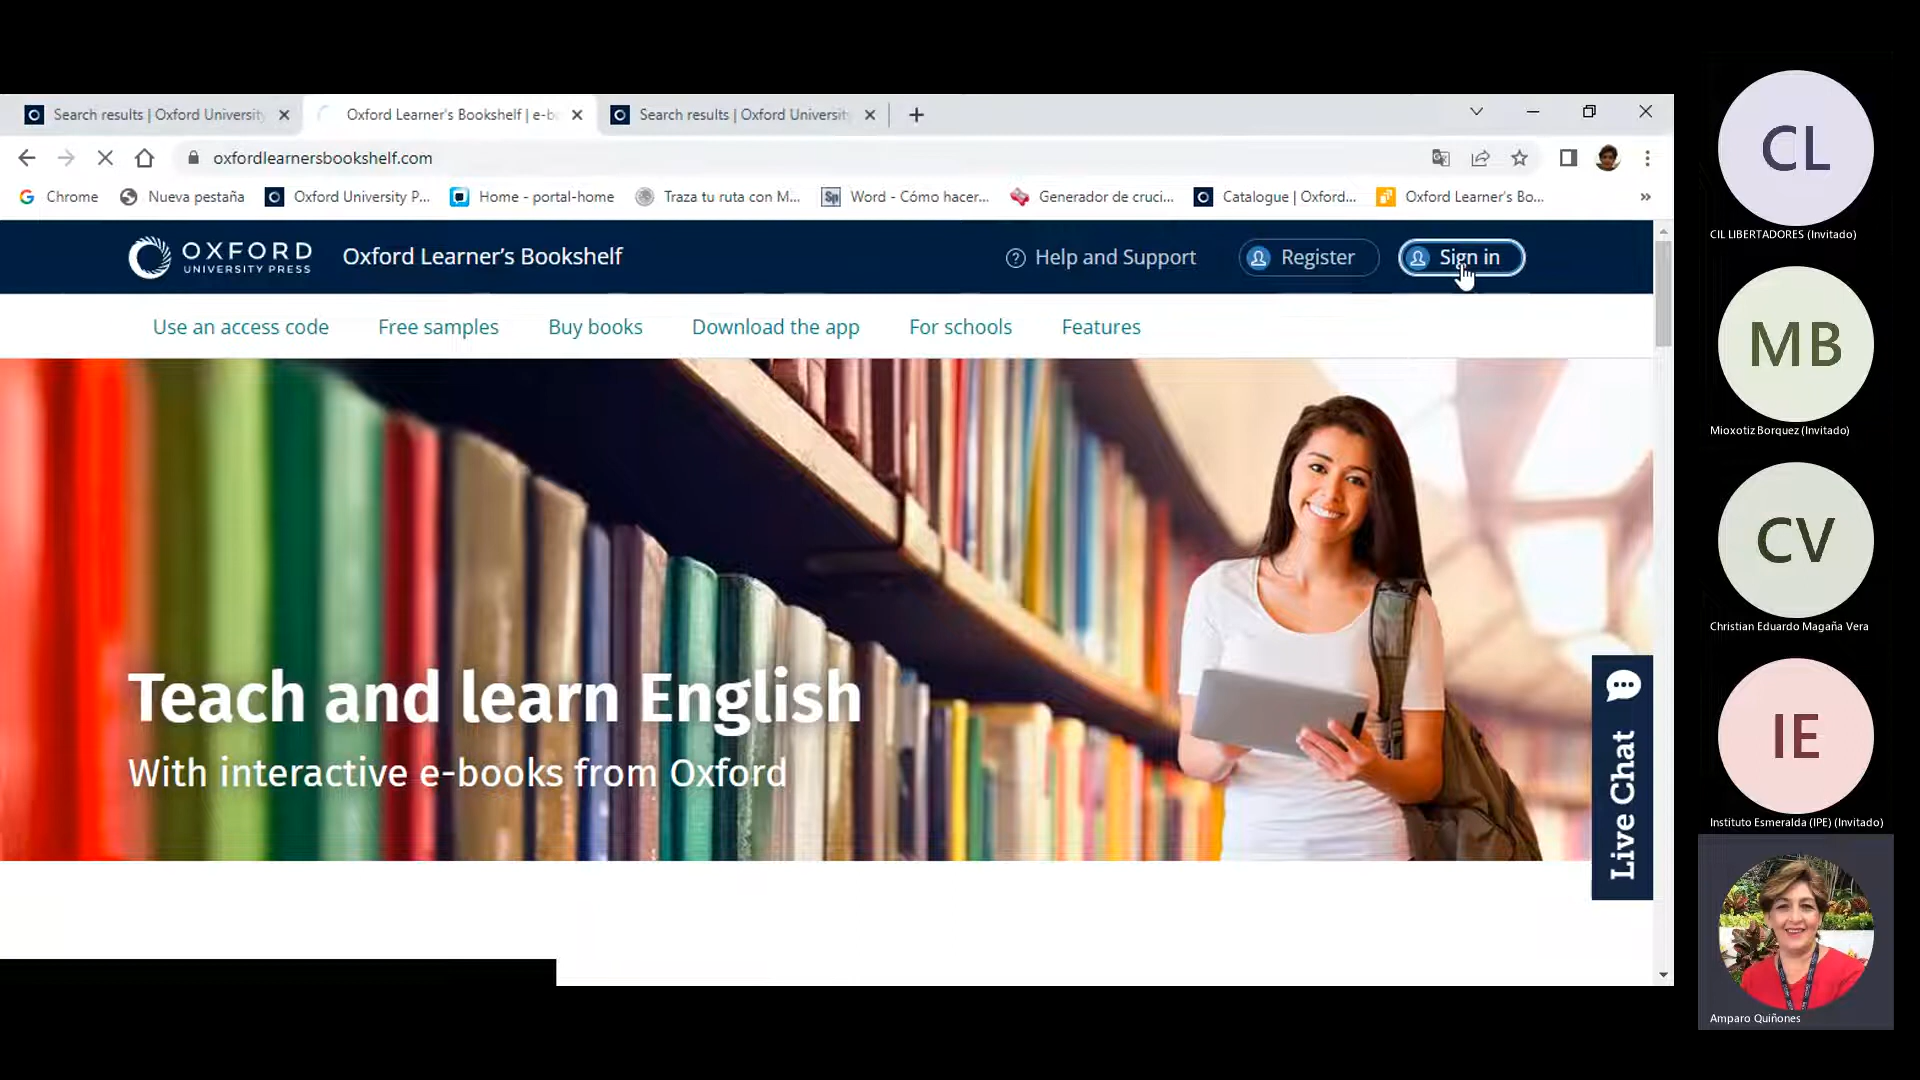 Search results | Oxford University
Oxford Learner's Bookshelf | e-b
Search results | Oxford Universit
oxfordlearnersbookshelf.com
Chrome
Nueva pestaña
Oxford University P...
Home - portal-home
Traza tu ruta con M...
Sp
Word - Cómo hacer...
Generador de cruci...
Catalogue | Oxford...
Oxford Learner's Bo...
»
OXFORD
UNIVERSITY PRESS
Oxford Learner's Bookshelf
? Help and Support
Register
Sign in
Use an access code
Free samples
Buy books
Download the app
For schools
Features
Teach and learn English
With interactive e-books from Oxford
Live Chat
CL
CIL LIBERTADORES (Invitado)
MB
Mioxotiz Borquez (Invitado)
CV
Christian Eduardo Magaña Vera
IE
Instituto Esmeralda (IPE) (Invitado)
Amparo Quiñones